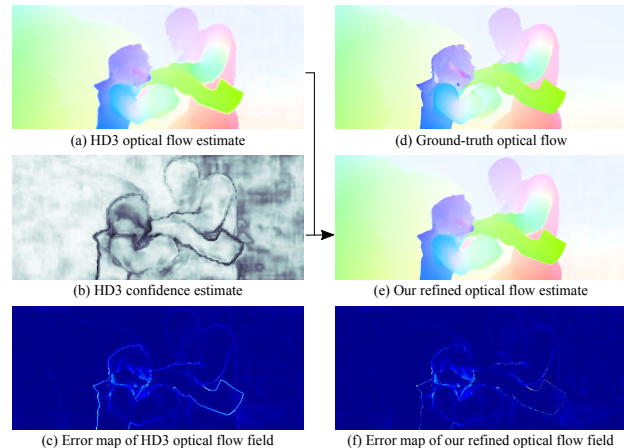 (a) HD3 optical flow estimate
(d) Ground-truth optical flow
(b) HD3 confidence estimate
(e) Our refined optical flow estimate
(c) Error map of HD3 optical flow field
(f) Error map of our refined optical flow field